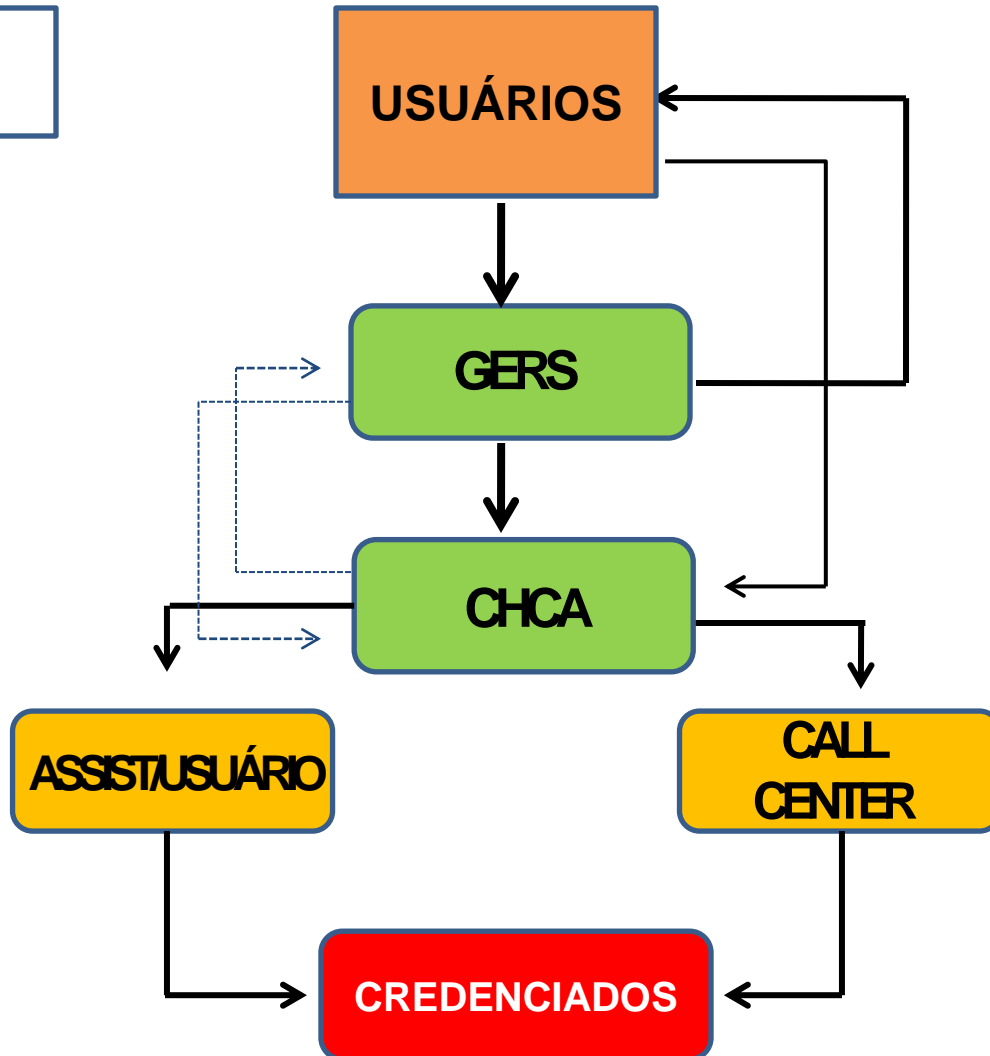 USUÁRIOS
GERS
CHCA
ASSIST/USUÁRIO
CALL
CENTER
CREDENCIADOS